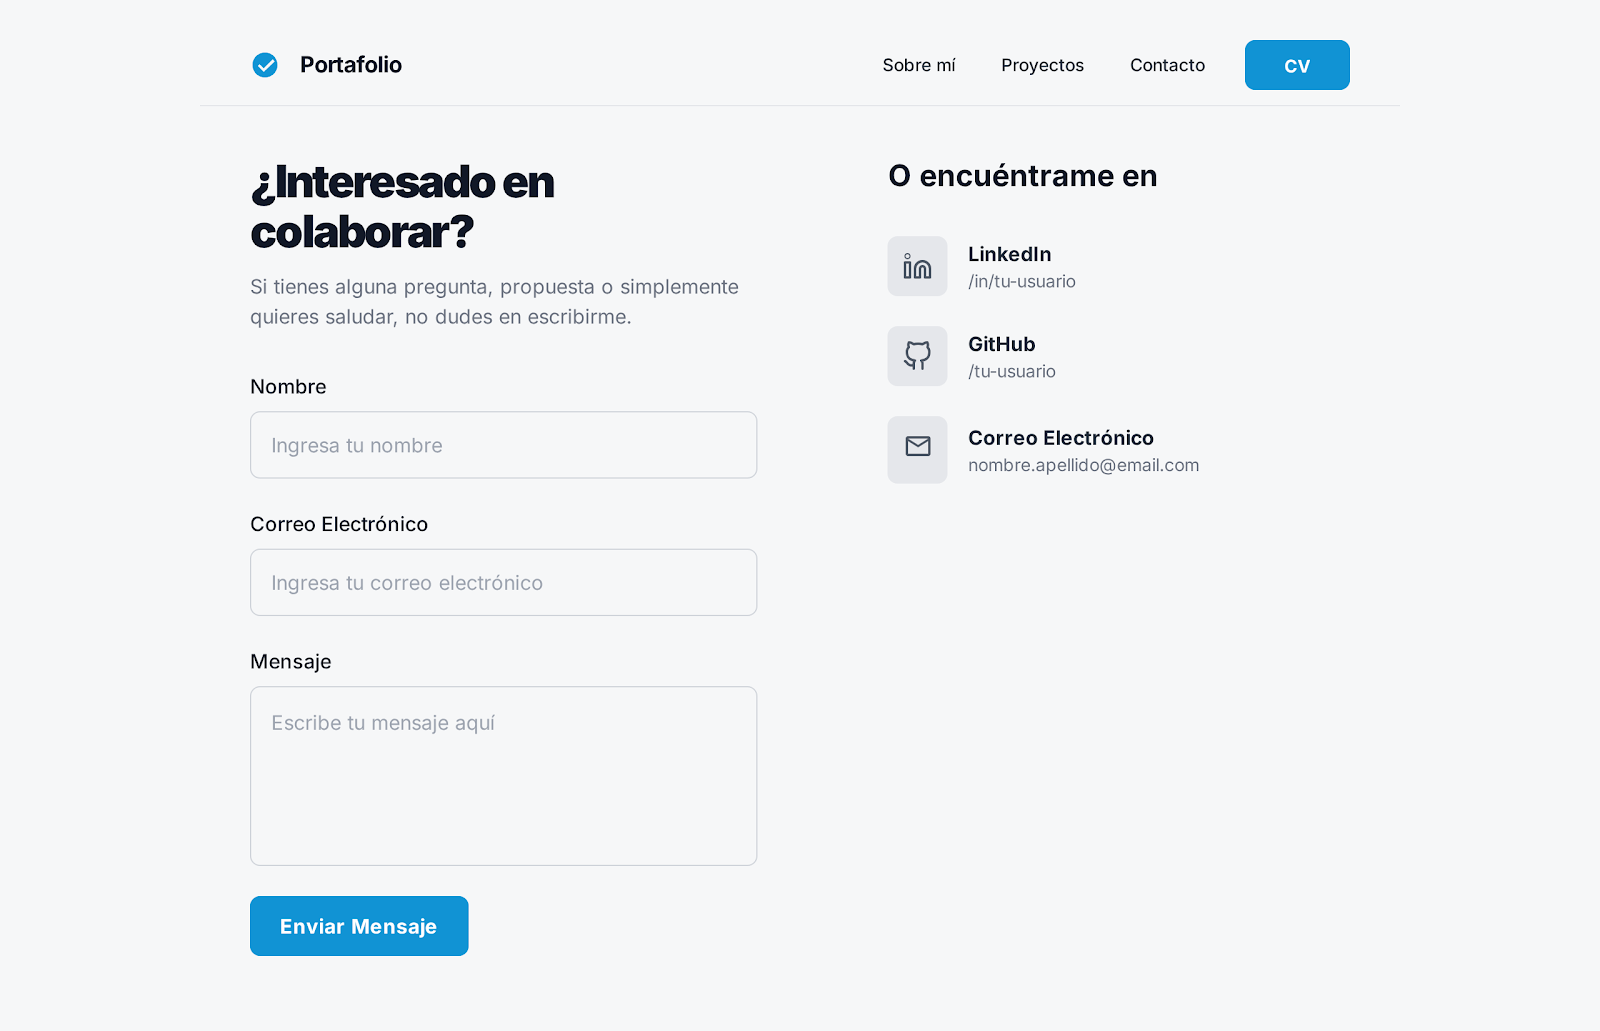 Portafolio
Sobre mí
Proyectos
Contacto
CV
¿Interesado en
colaborar?
Si tienes alguna pregunta, propuesta o simplemente
quieres saludar, no dudes en escribirme.
Nombre
Ingresa tu nombre
Correo Electrónico
Ingresa tu correo electrónico
Mensaje
Escribe tu mensaje aquí
Enviar Mensaje
O encuéntrame en
LinkedIn
/in/tu-usuario
GitHub
/tu-usuario
Correo Electrónico
nombre.apellido@email.com